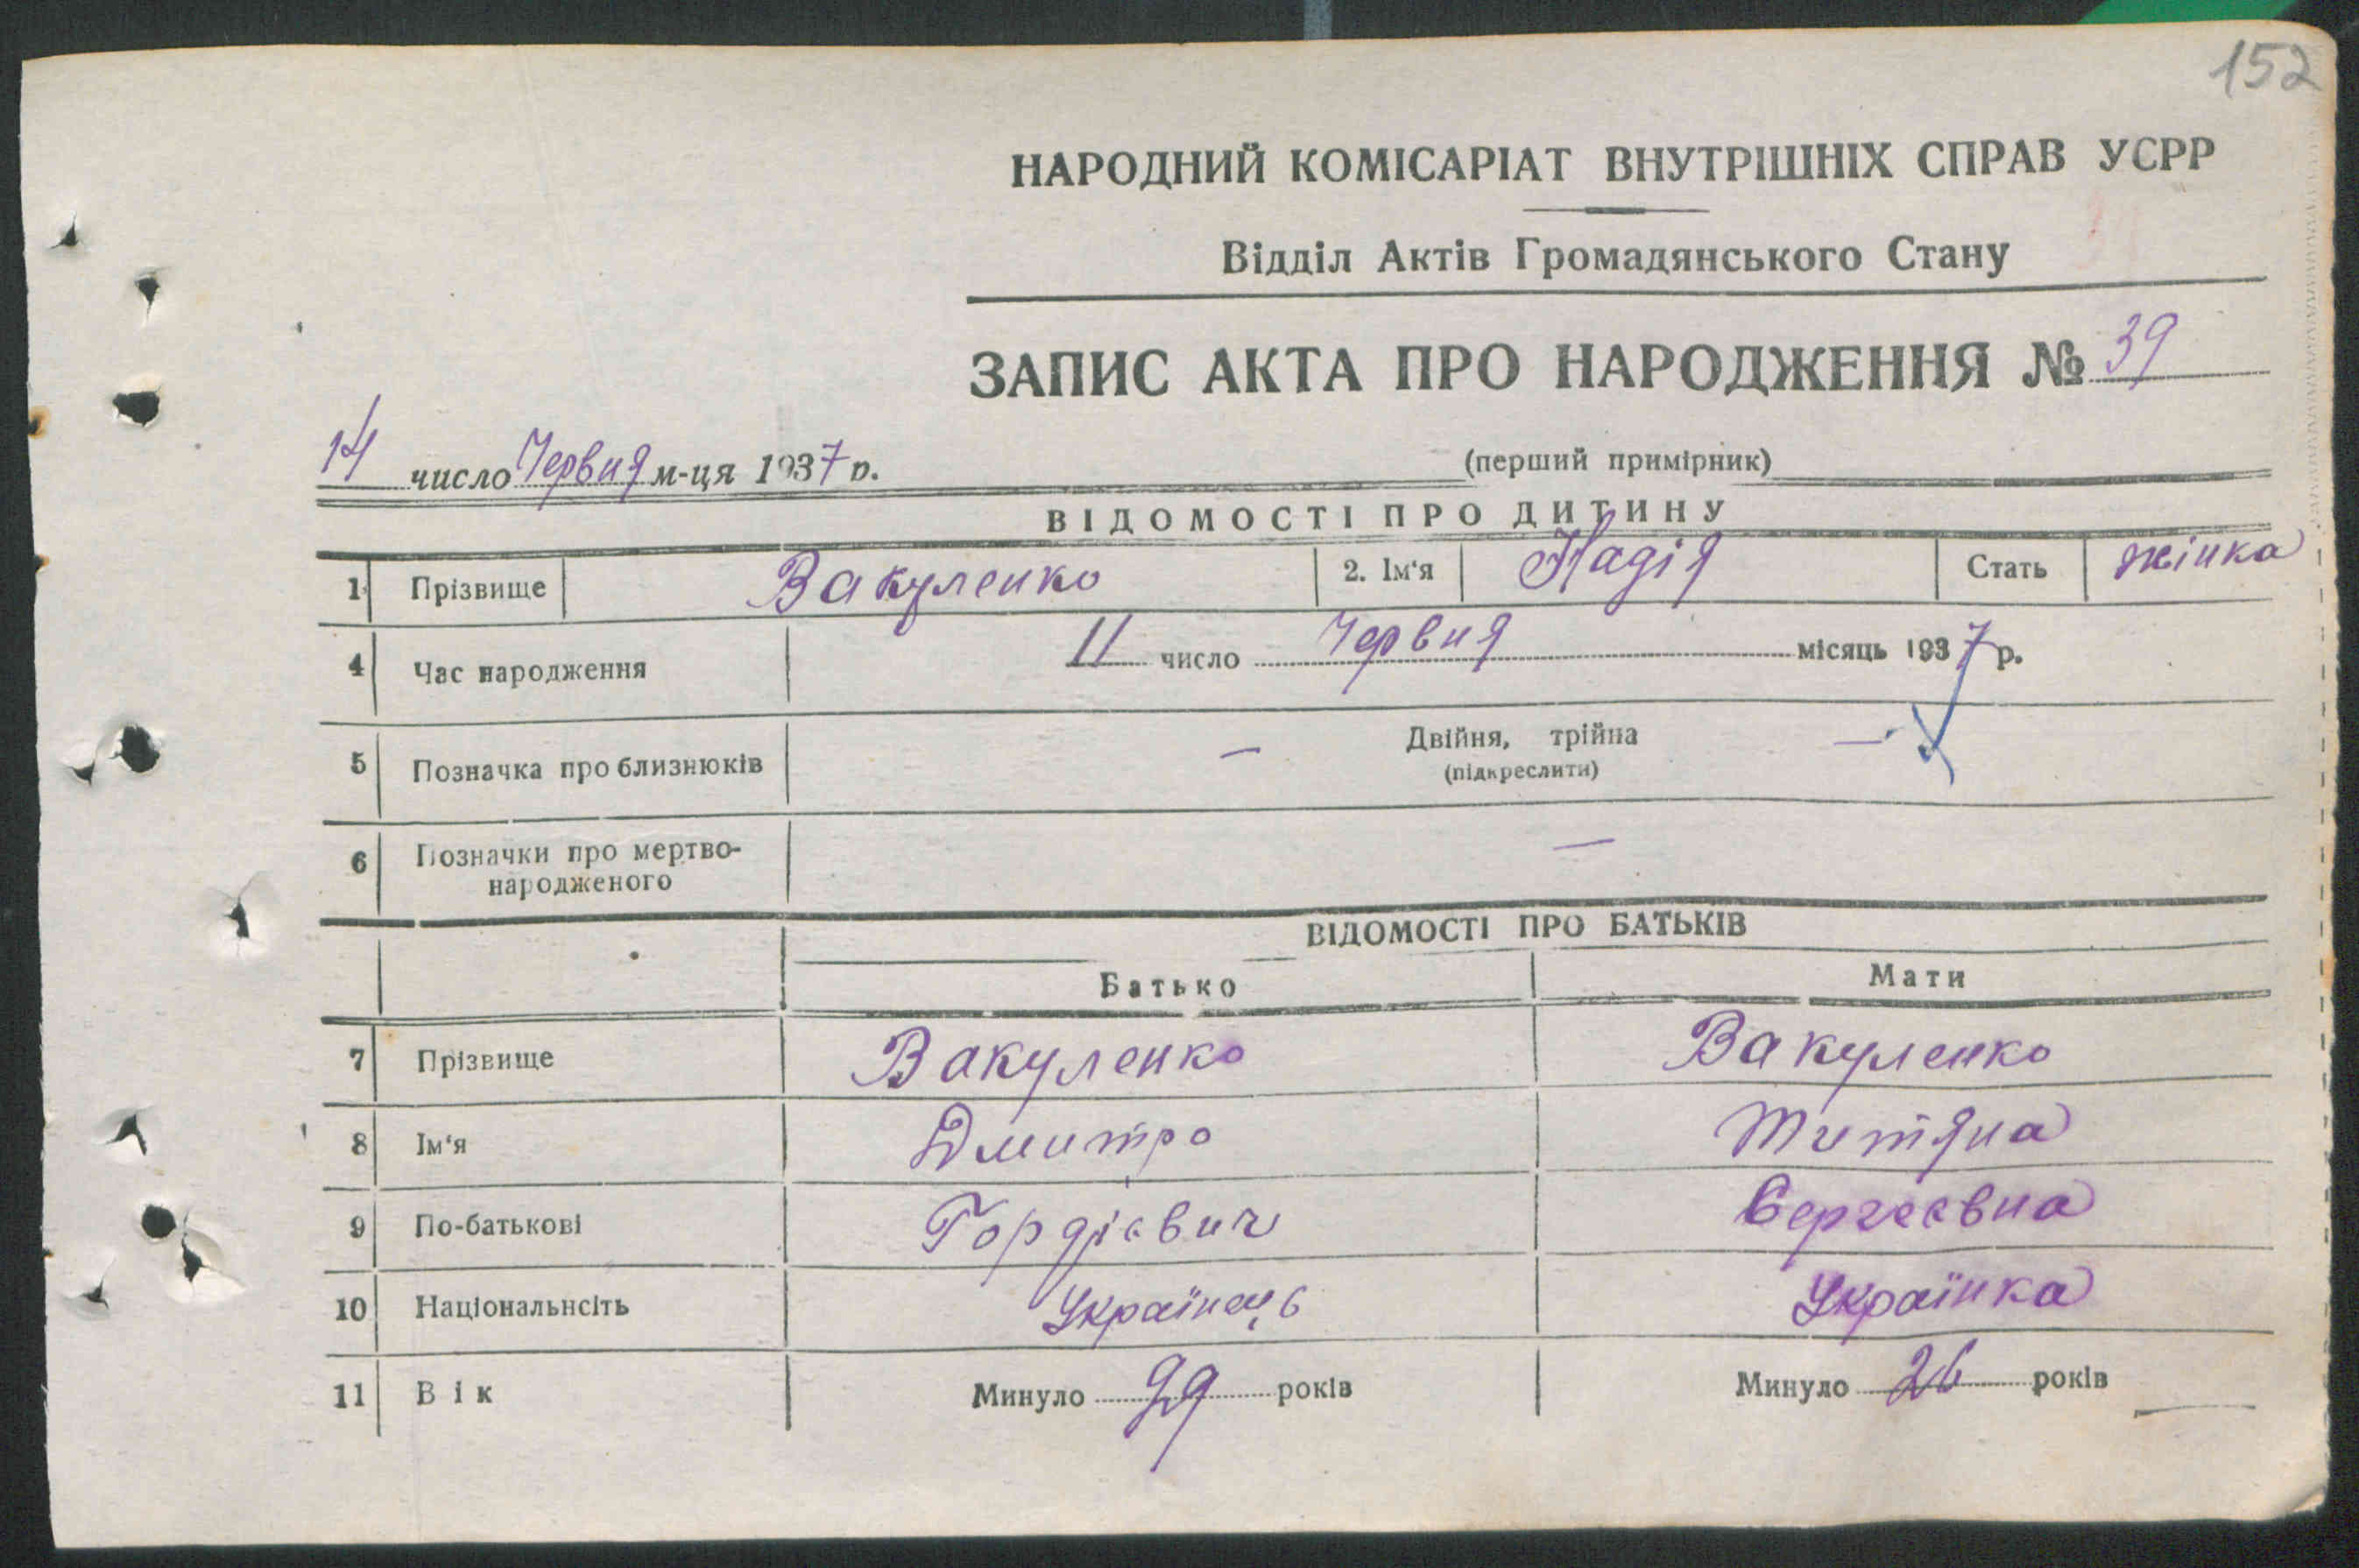 152
НАРОДНИЙ КОМІСАРІАТ ВНУТРІШНІХ СПРАВ УСРР
Відділ Актів Громадянського Стану
ЗАПИС АКТА ПРО НАРОДЖЕННЯ № 39
14 число Червня м-ця 1937 р.
(перший примірник)
ВІДОМОСТІ ПРО ДИТИНУ
1 Прізвище Вакуленко 2. Ім'я Надія Стать жінка
4 Час народження 11 число Червня місяць 1937 р.
5 Позначка про близнюків — Двійня, трійна —
(підкреслити)
6 Позначки про мертво-
народженого —
ВІДОМОСТІ ПРО БАТЬКІВ
Батько Мати
7 Прізвище Вакуленко Вакуленко
8 Ім'я Дмитро Титяна
9 По-батькові Гордієвич Сергеевна
10 Національнсіть Українець Українка
11 Вік Минуло років Минуло 26 років